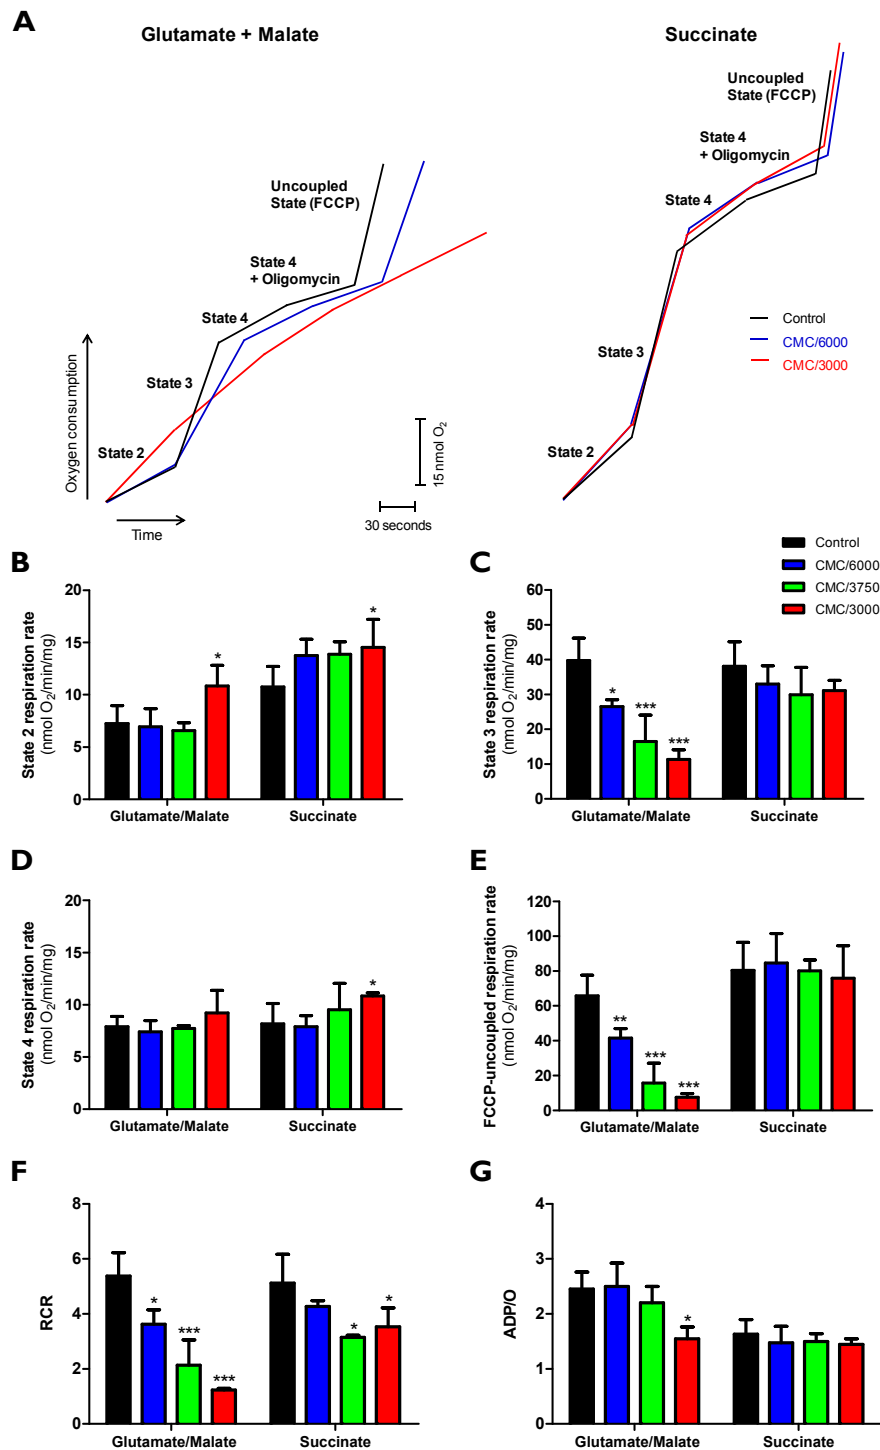 A
Glutamate + Malate
Succinate
Uncoupled
State (FCCP)
State 4
+ Oligomycin
State 4
State 3
State 2
Oxygen consumption
Time
15 nmol O₂
30 seconds
Uncoupled
State (FCCP)
State 4
+ Oligomycin
State 4
State 3
State 2
Control
CMC/6000
CMC/3000
B
State 2 respiration rate
(nmol O₂/min/mg)
20
15
10
5
0
*
*
Glutamate/Malate
Succinate
C
Control
CMC/6000
CMC/3750
CMC/3000
State 3 respiration rate
(nmol O₂/min/mg)
60
50
40
30
20
10
0
*
***
***
Glutamate/Malate
Succinate
D
State 4 respiration rate
(nmol O₂/min/mg)
20
15
10
5
0
*
Glutamate/Malate
Succinate
E
FCCP-uncoupled respiration rate
(nmol O₂/min/mg)
120
100
80
60
40
20
0
**
***
***
Glutamate/Malate
Succinate
F
RCR
8
6
4
2
0
*
***
***
*
*
Glutamate/Malate
Succinate
G
ADP/O
4
3
2
1
0
*
Glutamate/Malate
Succinate